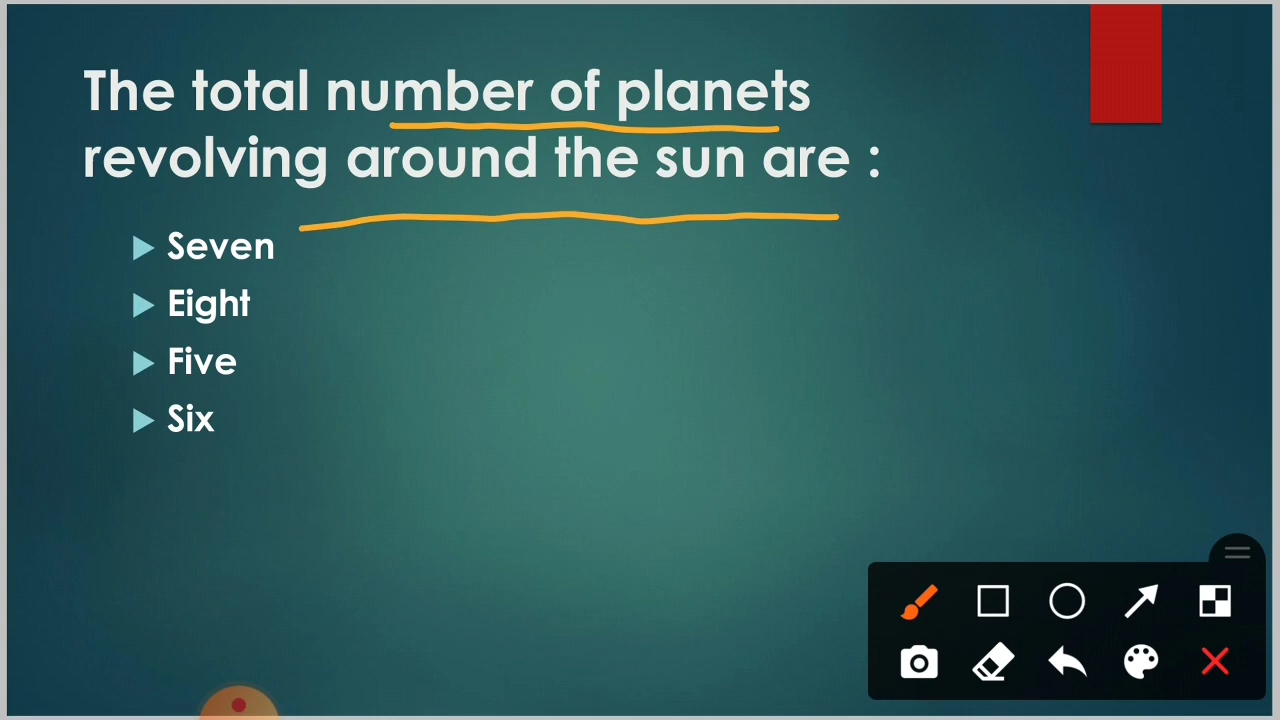 The total number of planets
revolving around the sun are :
Seven
Eight
Five
Six